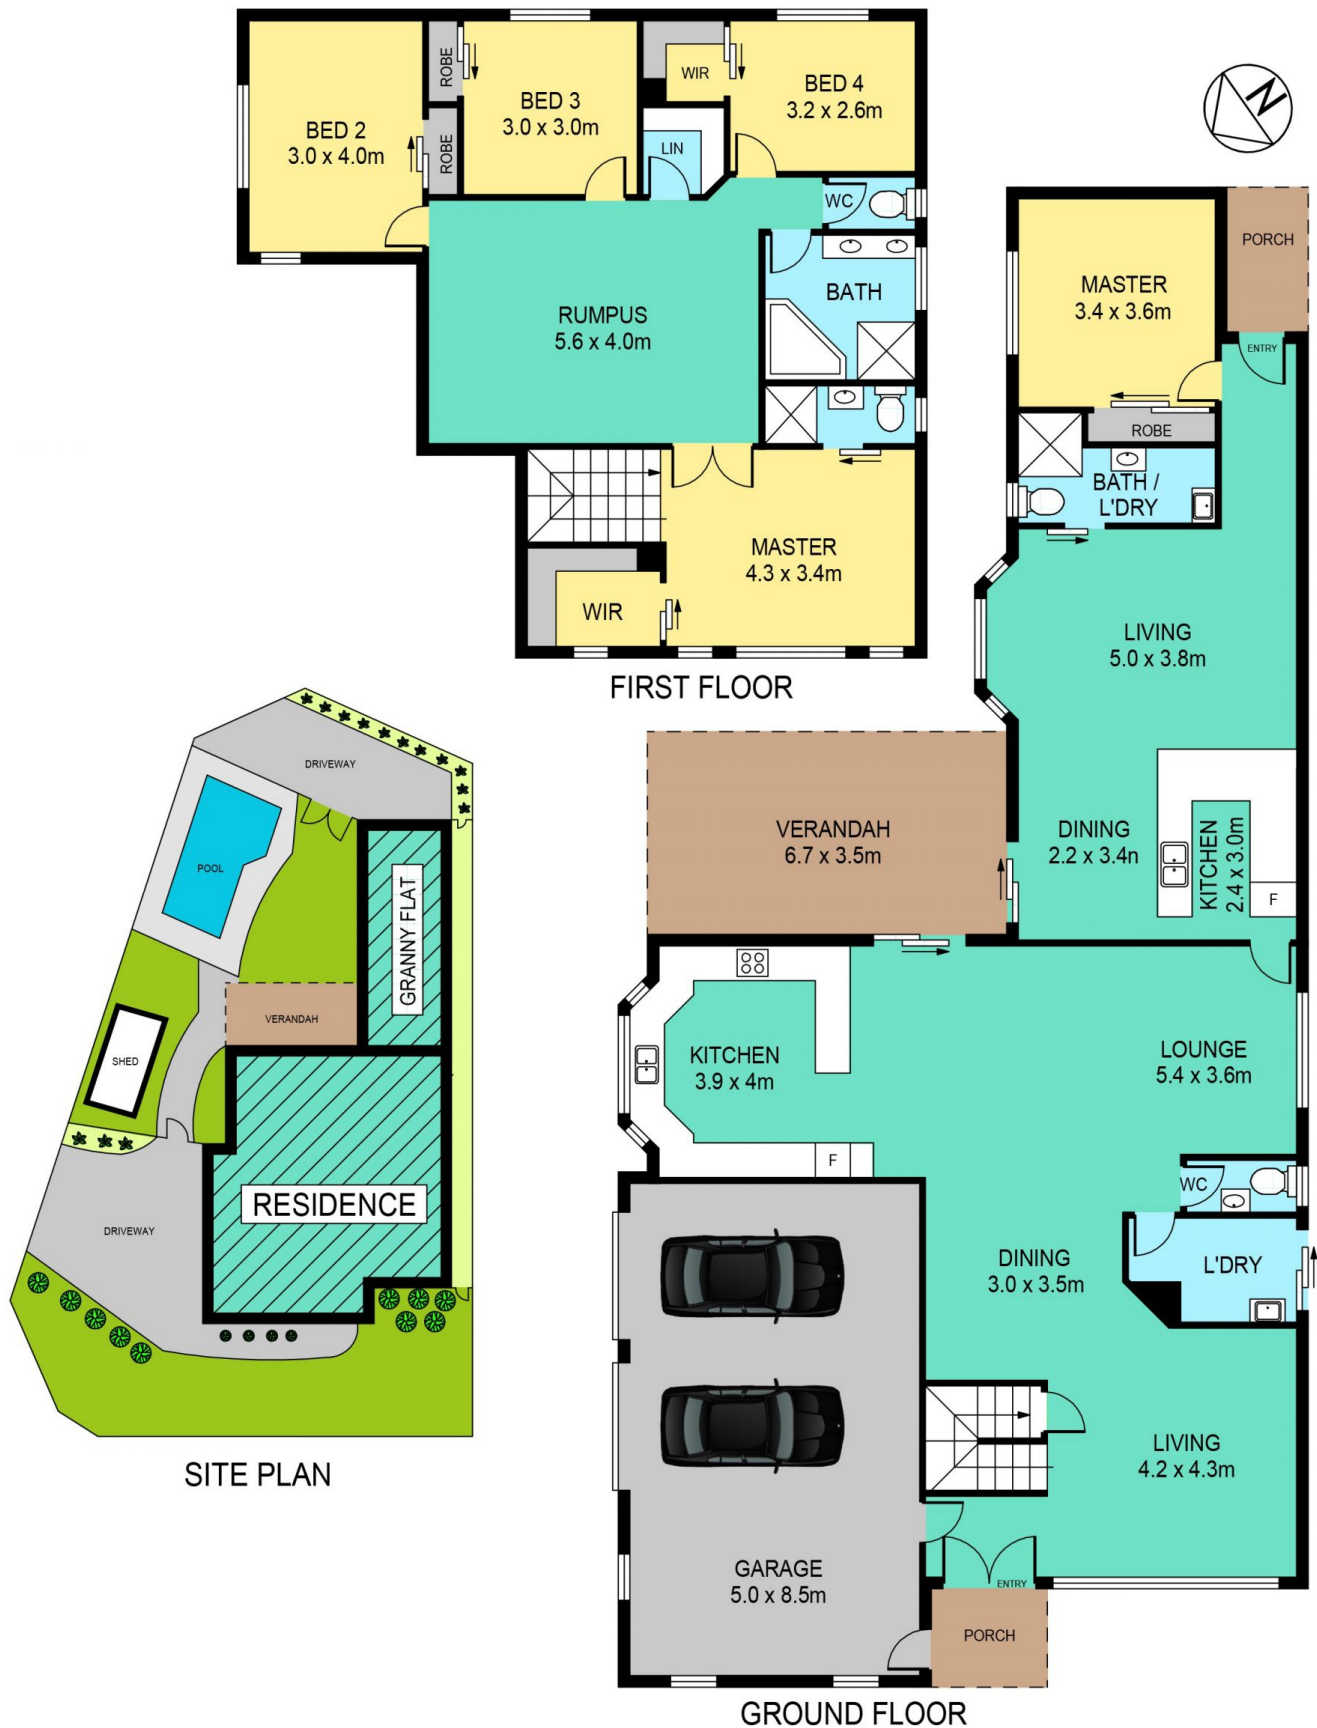 ROBE
WIR
BED 4
3.2 x 2.6m
BED 3
3.0 x 3.0m
BED 2
3.0 x 4.0m
ROBE
LIN
WC
N
BATH
RUMPUS
5.6 x 4.0m
MASTER
4.3 x 3.4m
WIR
FIRST FLOOR
PORCH
MASTER
3.4 x 3.6m
ENTRY
ROBE
BATH /
L'DRY
LIVING
5.0 x 3.8m
VERANDAH
6.7 x 3.5m
DINING
2.2 x 3.4n
KITCHEN
2.4 x 3.0m
F
KITCHEN
3.9 x 4m
LOUNGE
5.4 x 3.6m
F
WC
L'DRY
DINING
3.0 x 3.5m
LIVING
4.2 x 4.3m
GARAGE
5.0 x 8.5m
ENTRY
PORCH
GROUND FLOOR
DRIVEWAY
POOL
GRANNY FLAT
VERANDAH
SHED
RESIDENCE
DRIVEWAY
SITE PLAN